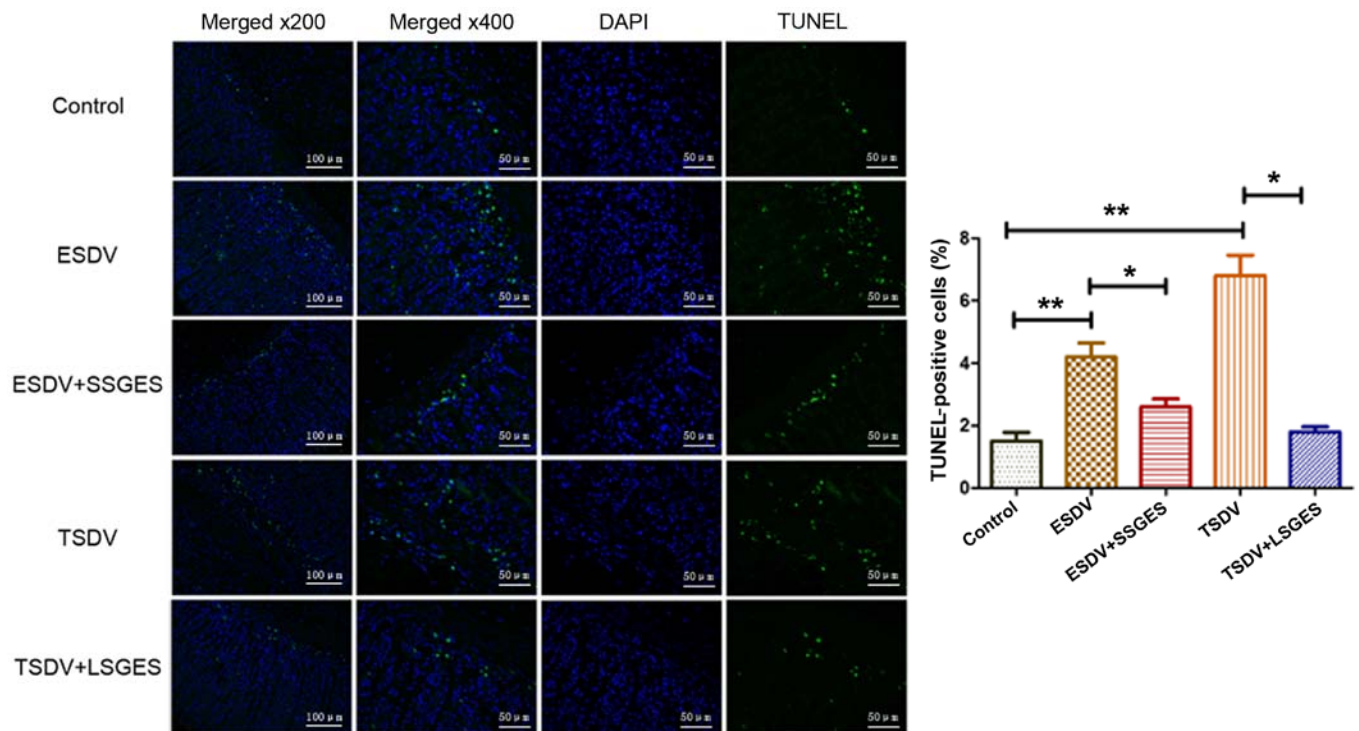 Merged x200 Merged x400 DAPI TUNEL
Control
100 μm 50 μm 50 μm 50 μm
ESDV
100 μm 50 μm 50 μm 50 μm
ESDV+SSGES
100 μm 50 μm 50 μm 50 μm
TSDV
100 μm 50 μm 50 μm 50 μm
TSDV+LSGES
100 μm 50 μm 50 μm 50 μm
TUNEL-positive cells (%)
8
6
4
2
0
** * ** *
Control ESDV ESDV+SSGES TSDV TSDV+LSGES